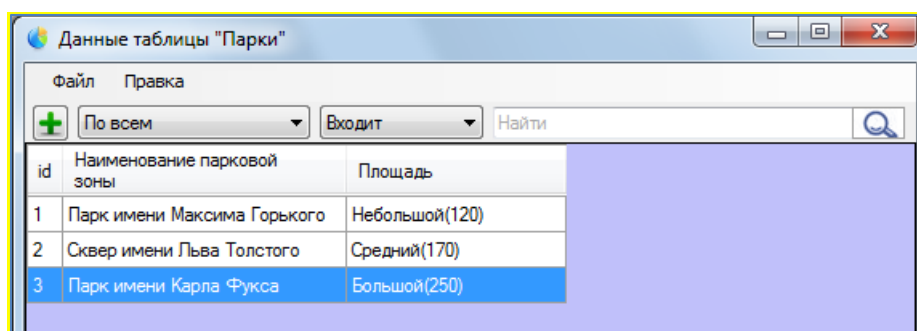 Данные таблицы "Парки"
Файл Правка
По всем Входит Найти
id Наименование парковой зоны Площадь
1 Парк имени Максима Горького Небольшой(120)
2 Сквер имени Льва Толстого Средний(170)
3 Парк имени Карла Фукса Большой(250)